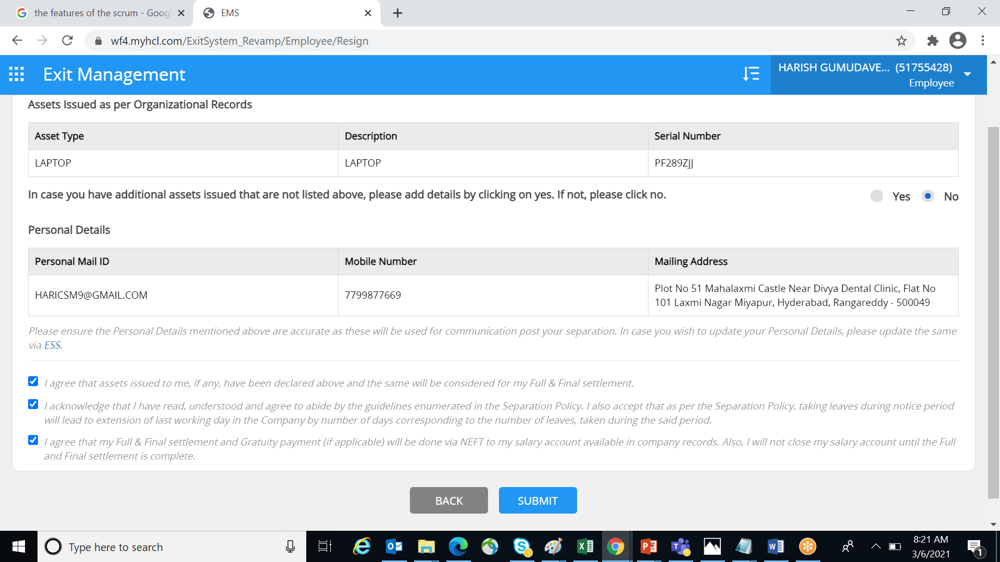 the features of the scrum - Goog
EMS
wf4.myhcl.com/ExitSystem_Revamp/Employee/Resign
Exit Management
HARISH GUMUDAVE... (51755428)
Employee
Assets Issued as per Organizational Records
Asset Type Description Serial Number
LAPTOP LAPTOP PF289ZJJ
In case you have additional assets issued that are not listed above, please add details by clicking on yes. If not, please click no.
Yes No
Personal Details
Personal Mail ID Mobile Number Mailing Address
HARICSM9@GMAIL.COM 7799877669 Plot No 51 Mahalaxmi Castle Near Divya Dental Clinic, Flat No
101 Laxmi Nagar Miyapur, Hyderabad, Rangareddy - 500049
Please ensure the Personal Details mentioned above are accurate as these will be used for communication post your separation. In case you wish to update your Personal Details, please update the same
via ESS.
I agree that assets issued to me, if any, have been declared above and the same will be considered for my Full & Final settlement.
I acknowledge that I have read, understood and agree to abide by the guidelines enumerated in the Separation Policy. I also accept that as per the Separation Policy, taking leaves during notice period
will lead to extension of last working day in the Company by number of days corresponding to the number of leaves, taken during the said period.
I agree that my Full & Final settlement and Gratuity payment (if applicable) will be done via NEFT to my salary account available in company records. Also, I will not close my salary account until the Full
and Final settlement is complete.
BACK SUBMIT
Type here to search
8:21 AM
3/6/2021
1